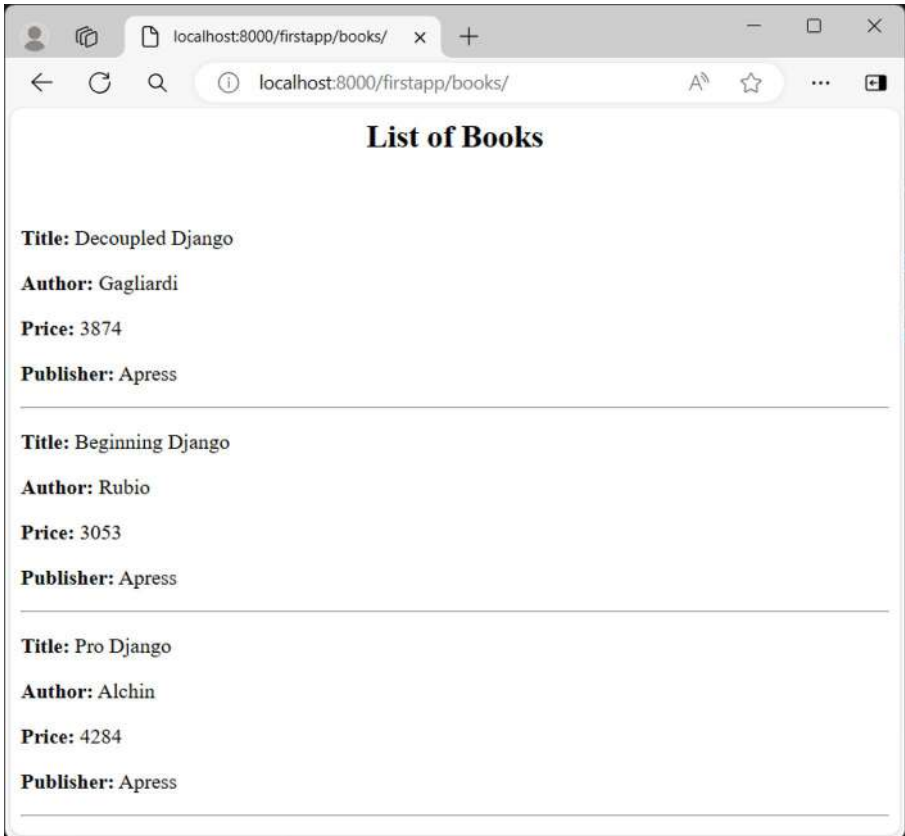 localhost:8000/firstapp/books/
localhost:8000/firstapp/books/
List of Books
Title: Decoupled Django
Author: Gagliardi
Price: 3874
Publisher: Apress
Title: Beginning Django
Author: Rubio
Price: 3053
Publisher: Apress
Title: Pro Django
Author: Alchin
Price: 4284
Publisher: Apress